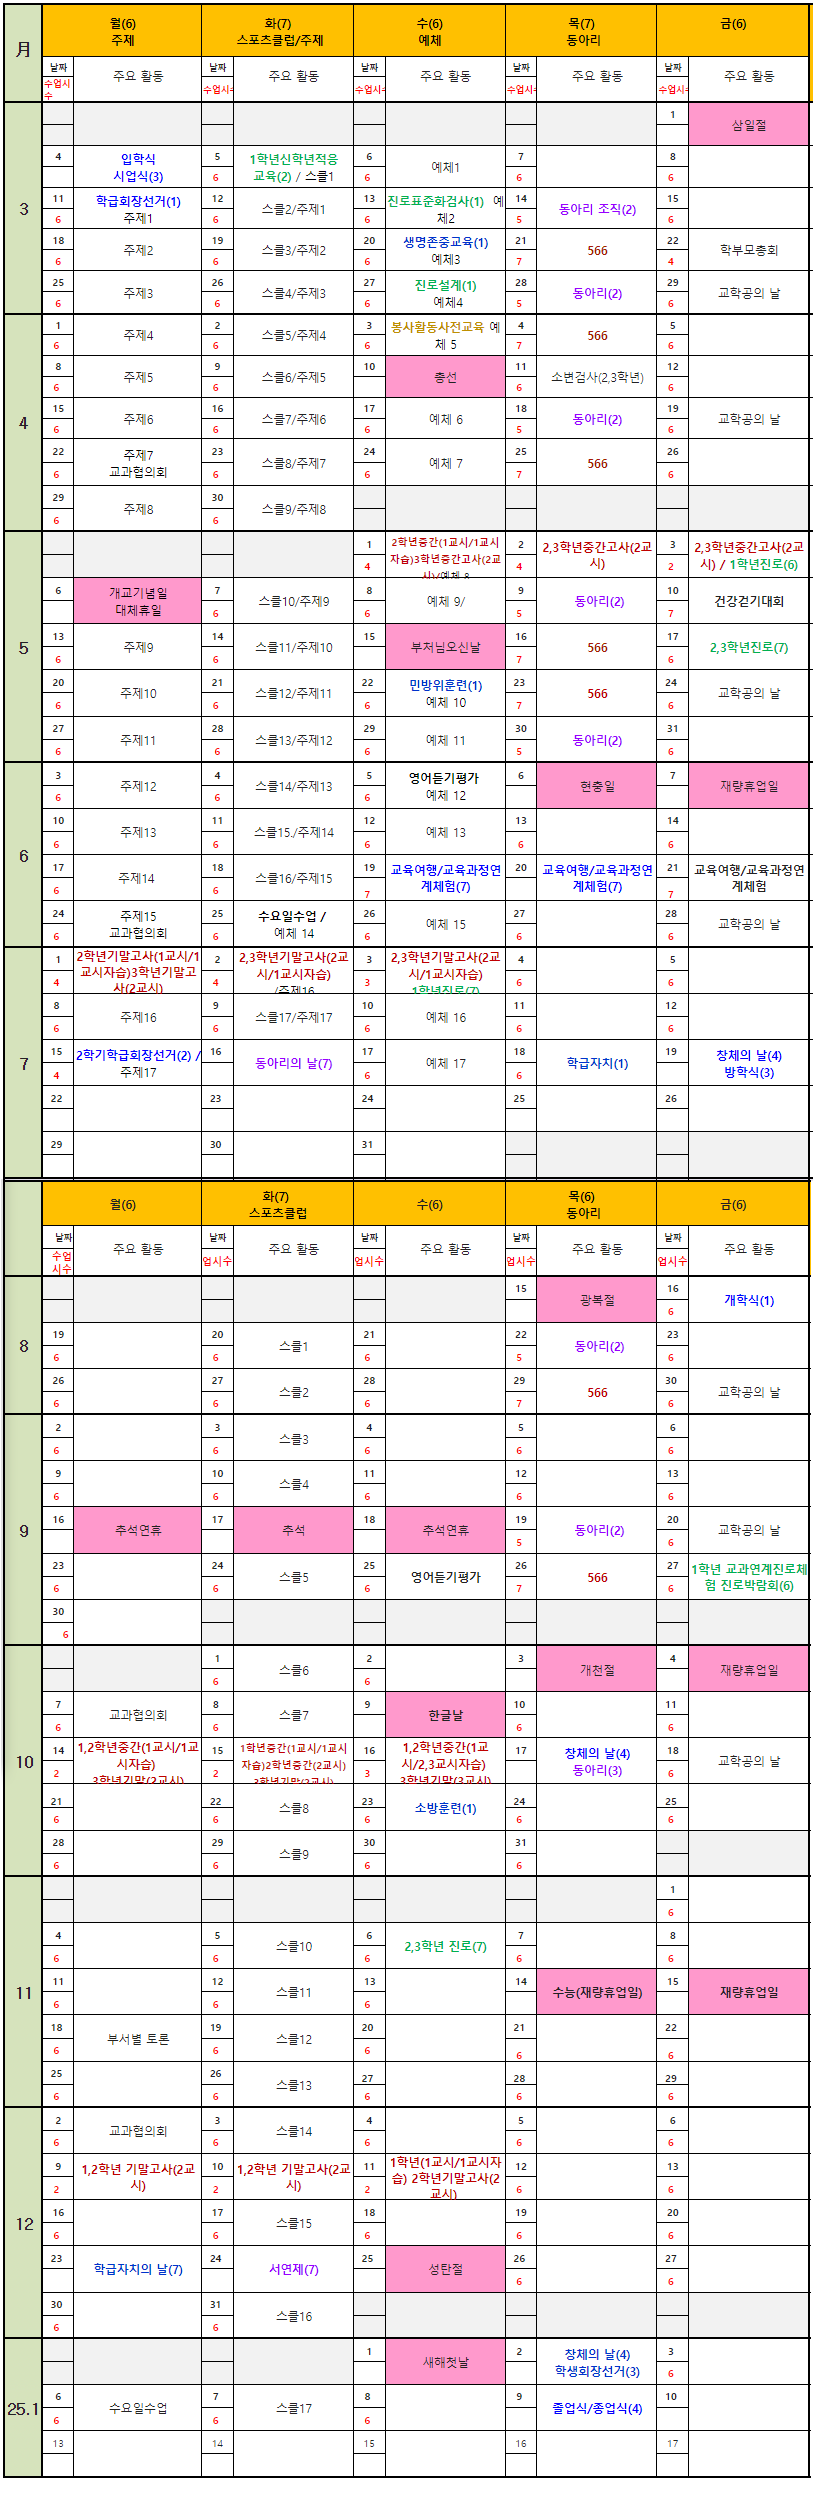 月
월(6)
주제
화(7)
스포츠클럽/주제
수(6)
예체
목(7)
동아리
금(6)
날짜
수업시
수
주요 활동
날짜
수업시수
주요 활동
날짜
수업시수
주요 활동
날짜
수업시수
주요 활동
날짜
수업시수
주요 활동
3
1
삼일절
4
입학식
시업식(3)
5
6
1학년신학년적응
교육(2) / 스클1
6
6
예체1
7
6
8
6
11
6
학급회장선거(1)
주제1
12
6
스클2/주제1
13
6
진로표준화검사(1) 예
체2
14
5
동아리 조직(2)
15
6
18
6
주제2
19
6
스클3/주제2
20
6
생명존중교육(1)
예체3
21
7
566
22
4
학부모총회
25
6
주제3
26
6
스클4/주제3
27
6
진로설계(1)
예체4
28
5
동아리(2)
29
6
교학공의 날
4
1
6
주제4
2
6
스클5/주제4
3
6
봉사활동사전교육 예
체 5
4
7
566
5
6
8
6
주제5
9
6
스클6/주제5
10
총선
11
6
소변검사(2,3학년)
12
6
15
6
주제6
16
6
스클7/주제6
17
6
예체 6
18
5
동아리(2)
19
6
교학공의 날
22
6
주제7
교과협의회
23
6
스클8/주제7
24
6
예체 7
25
7
566
26
6
29
6
주제8
30
6
스클9/주제8
5
1
4
2학년중간(1교시/1교시
자습)3학년중간고사(2교
시)/예체 8
2
4
2,3학년중간고사(2교
시)
3
2
2,3학년중간고사(2교
시) / 1학년진로(6)
6
개교기념일
대체휴일
7
6
스클10/주제9
8
6
예체 9/
9
5
동아리(2)
10
7
건강걷기대회
13
6
주제9
14
6
스클11/주제10
15
부처님오신날
16
7
566
17
6
2,3학년진로(7)
20
6
주제10
21
6
스클12/주제11
22
6
민방위훈련(1)
예체 10
23
7
566
24
6
교학공의 날
27
6
주제11
28
6
스클13/주제12
29
6
예체 11
30
5
동아리(2)
31
6
6
3
6
주제12
4
6
스클14/주제13
5
6
영어듣기평가
예체 12
6
현충일
7
재량휴업일
10
6
주제13
11
6
스클15./주제14
12
6
예체 13
13
6
14
6
17
6
주제14
18
6
스클16/주제15
19
7
교육여행/교육과정연
계체험(7)
20
교육여행/교육과정연
계체험(7)
21
7
교육여행/교육과정연
계체험
24
6
주제15
교과협의회
25
6
수요일수업 /
예체 14
26
6
예체 15
27
6
28
6
교학공의 날
7
1
4
2학년기말고사(1교시/1
교시자습)3학년기말고
사(2교시)
2
4
2,3학년기말고사(2교
시/1교시자습)
/주제16
3
3
2,3학년기말고사(2교
시/1교시자습)
1학년진로(7)
4
6
5
6
8
6
주제16
9
6
스클17/주제17
10
6
예체 16
11
6
12
6
15
4
2학기학급회장선거(2) /
주제17
16
동아리의 날(7)
17
6
예체 17
18
6
학급자치(1)
19
창체의 날(4)
방학식(3)
22
23
24
25
26
29
30
31
월(6)
화(7)
스포츠클럽
수(6)
목(6)
동아리
금(6)
날짜
수업
시수
주요 활동
날짜
업시수
주요 활동
날짜
업시수
주요 활동
날짜
업시수
주요 활동
날짜
업시수
주요 활동
8
15
광복절
16
6
개학식(1)
19
6
20
6
스클1
21
6
22
5
동아리(2)
23
6
26
6
27
6
스클2
28
6
29
7
566
30
6
교학공의 날
9
2
6
3
6
스클3
4
6
5
6
6
6
9
6
10
6
스클4
11
6
12
6
13
6
16
추석연휴
17
추석
18
추석연휴
19
5
동아리(2)
20
6
교학공의 날
23
6
24
6
스클5
25
6
영어듣기평가
26
7
566
27
6
1학년 교과연계진로체
험 진로박람회(6)
30
6
10
1
6
스클6
2
6
3
개천절
4
재량휴업일
7
6
교과협의회
8
6
스클7
9
한글날
10
6
11
6
14
2
1,2학년중간(1교시/1교
시자습)
3학년기말(2교시)
15
2
1학년중간(1교시/1교시
자습)2학년중간(2교시)
3학년기말(2교시)
16
3
1,2학년중간(1교
시/2,3교시자습)
3학년기말(3교시)
17
창체의 날(4)
동아리(3)
18
6
교학공의 날
21
6
22
6
스클8
23
6
소방훈련(1)
24
6
25
6
28
6
29
6
스클9
30
6
31
6
11
1
6
4
6
5
6
스클10
6
6
2,3학년 진로(7)
7
6
8
6
11
6
12
6
스클11
13
6
14
수능(재량휴업일)
15
재량휴업일
18
6
부서별 토론
19
6
스클12
20
6
21
6
22
6
25
6
26
6
스클13
27
6
28
6
29
6
12
2
6
교과협의회
3
6
스클14
4
6
5
6
6
6
9
2
1,2학년 기말고사(2교
시)
10
2
1,2학년 기말고사(2교
시)
11
2
1학년(1교시/1교시자
습) 2학년기말고사(2
교시)
12
6
13
6
16
6
17
6
스클15
18
6
19
6
20
6
23
학급자치의 날(7)
24
서연제(7)
25
성탄절
26
6
27
6
30
6
31
6
스클16
25.1
1
새해첫날
2
창체의 날(4)
학생회장선거(3)
3
6
6
6
수요일수업
7
6
스클17
8
6
9
졸업식/종업식(4)
10
13
14
15
16
17